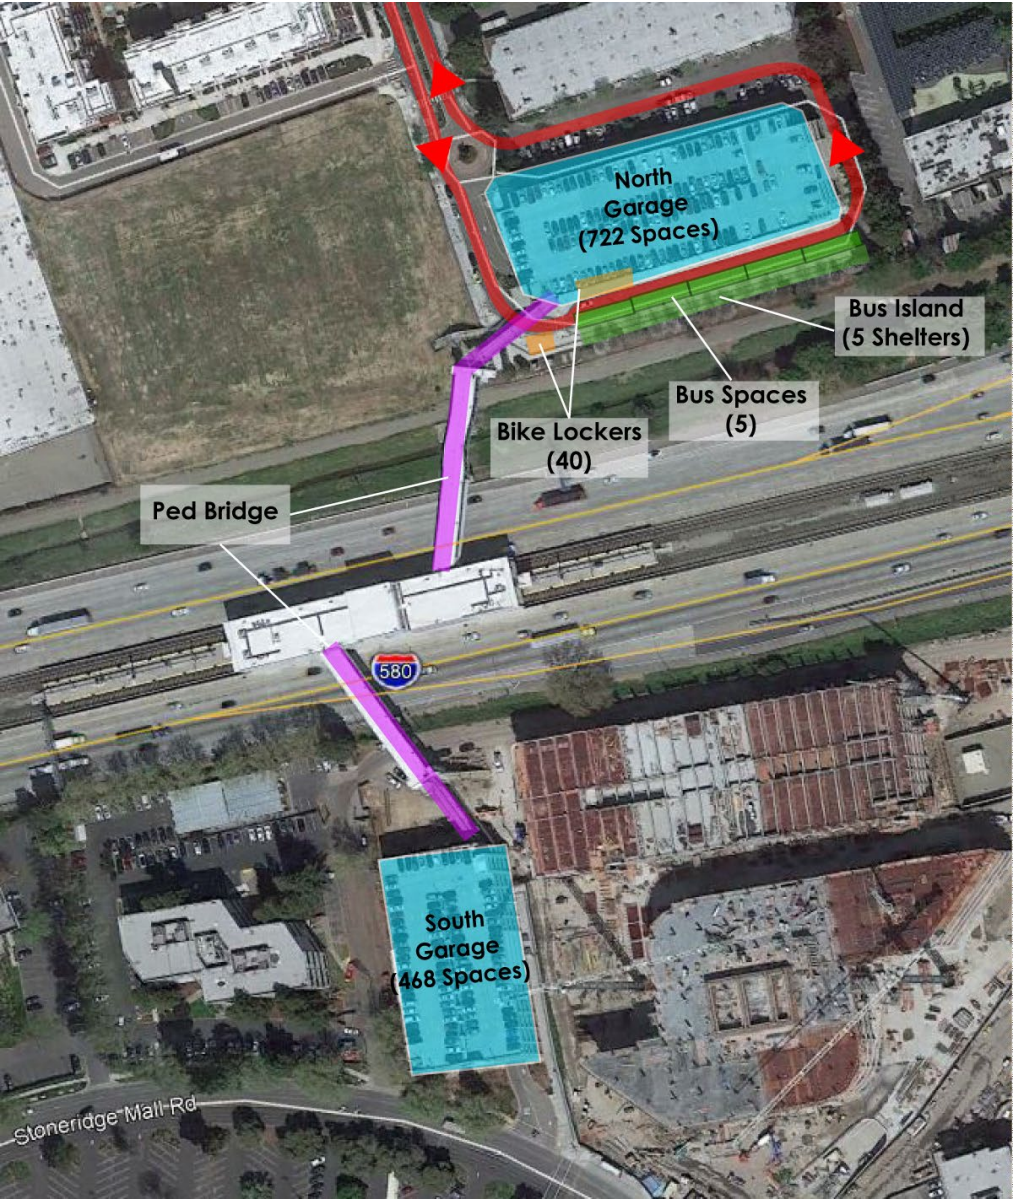 North
Garage
(722 Spaces)
Bus Island
(5 Shelters)
Bus Spaces
(5)
Bike Lockers
(40)
Ped Bridge
580
South
Garage
(468 Spaces)
Stoneridge Mall Rd